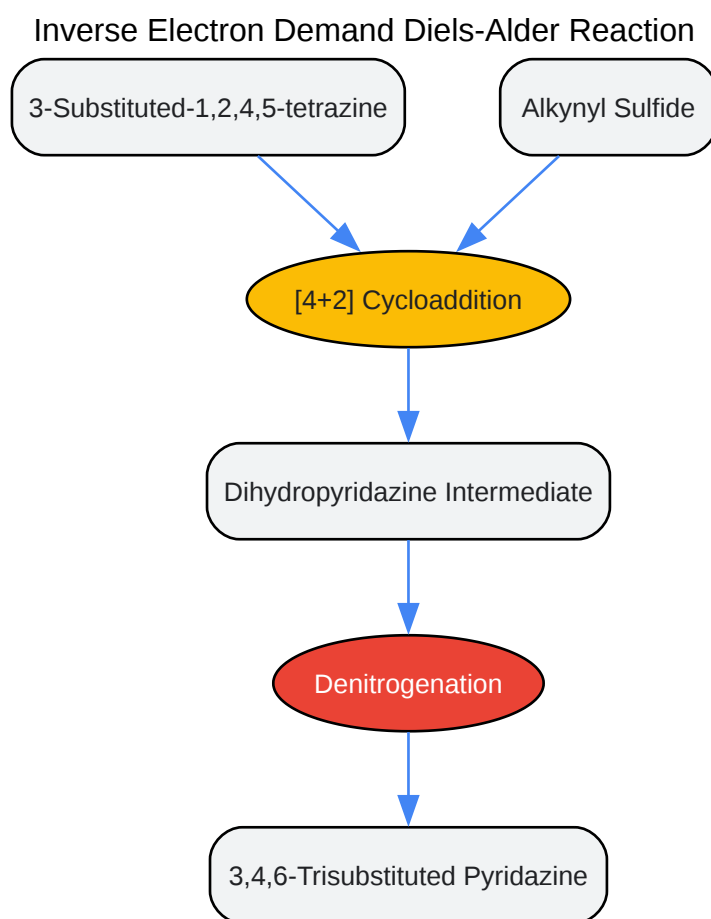 Inverse Electron Demand Diels-Alder Reaction
3-Substituted-1,2,4,5-tetrazine
Alkynyl Sulfide
[4+2] Cycloaddition
Dihydropyridazine Intermediate
Denitrogenation
3,4,6-Trisubstituted Pyridazine